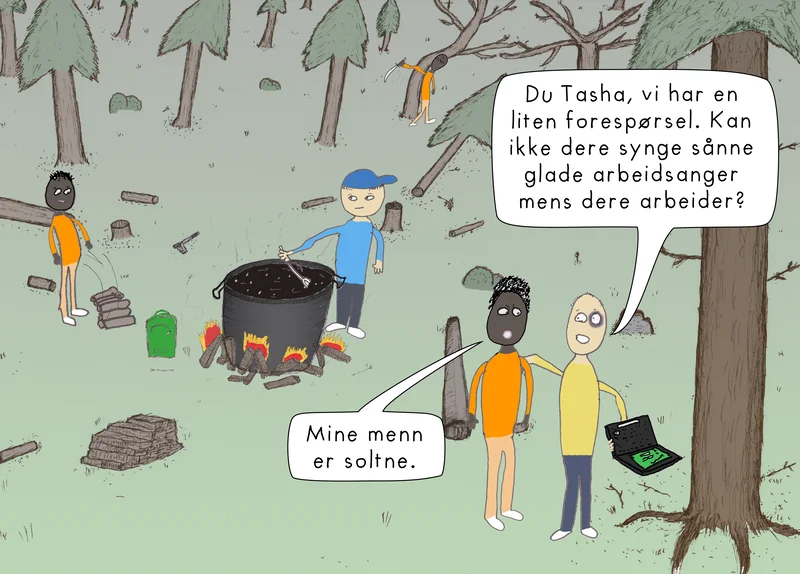 Du Tasha, vi har en
liten forespørsel. Kan
ikke dere synge sånne
glade arbeidsanger
mens dere arbeider?
Mine menn
er soltne.